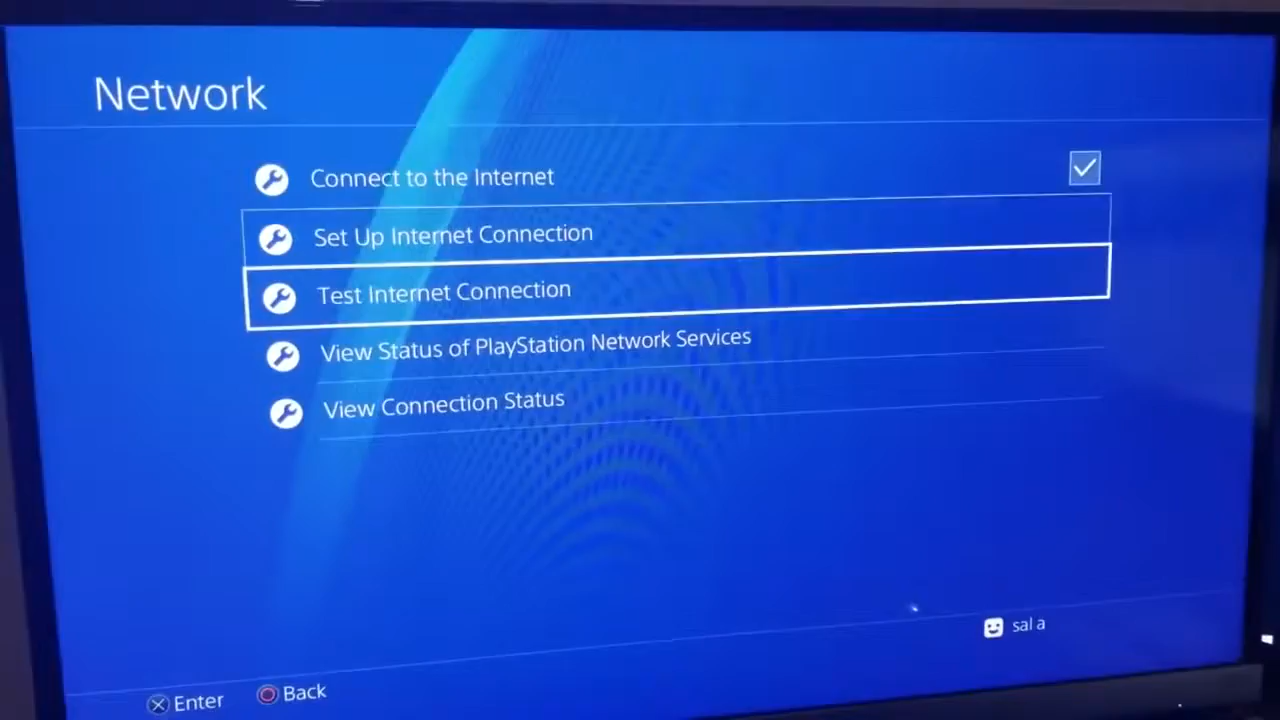 Network
Connect to the Internet
Set Up Internet Connection
Test Internet Connection
View Status of PlayStation Network Services
View Connection Status
sal a
Enter Back